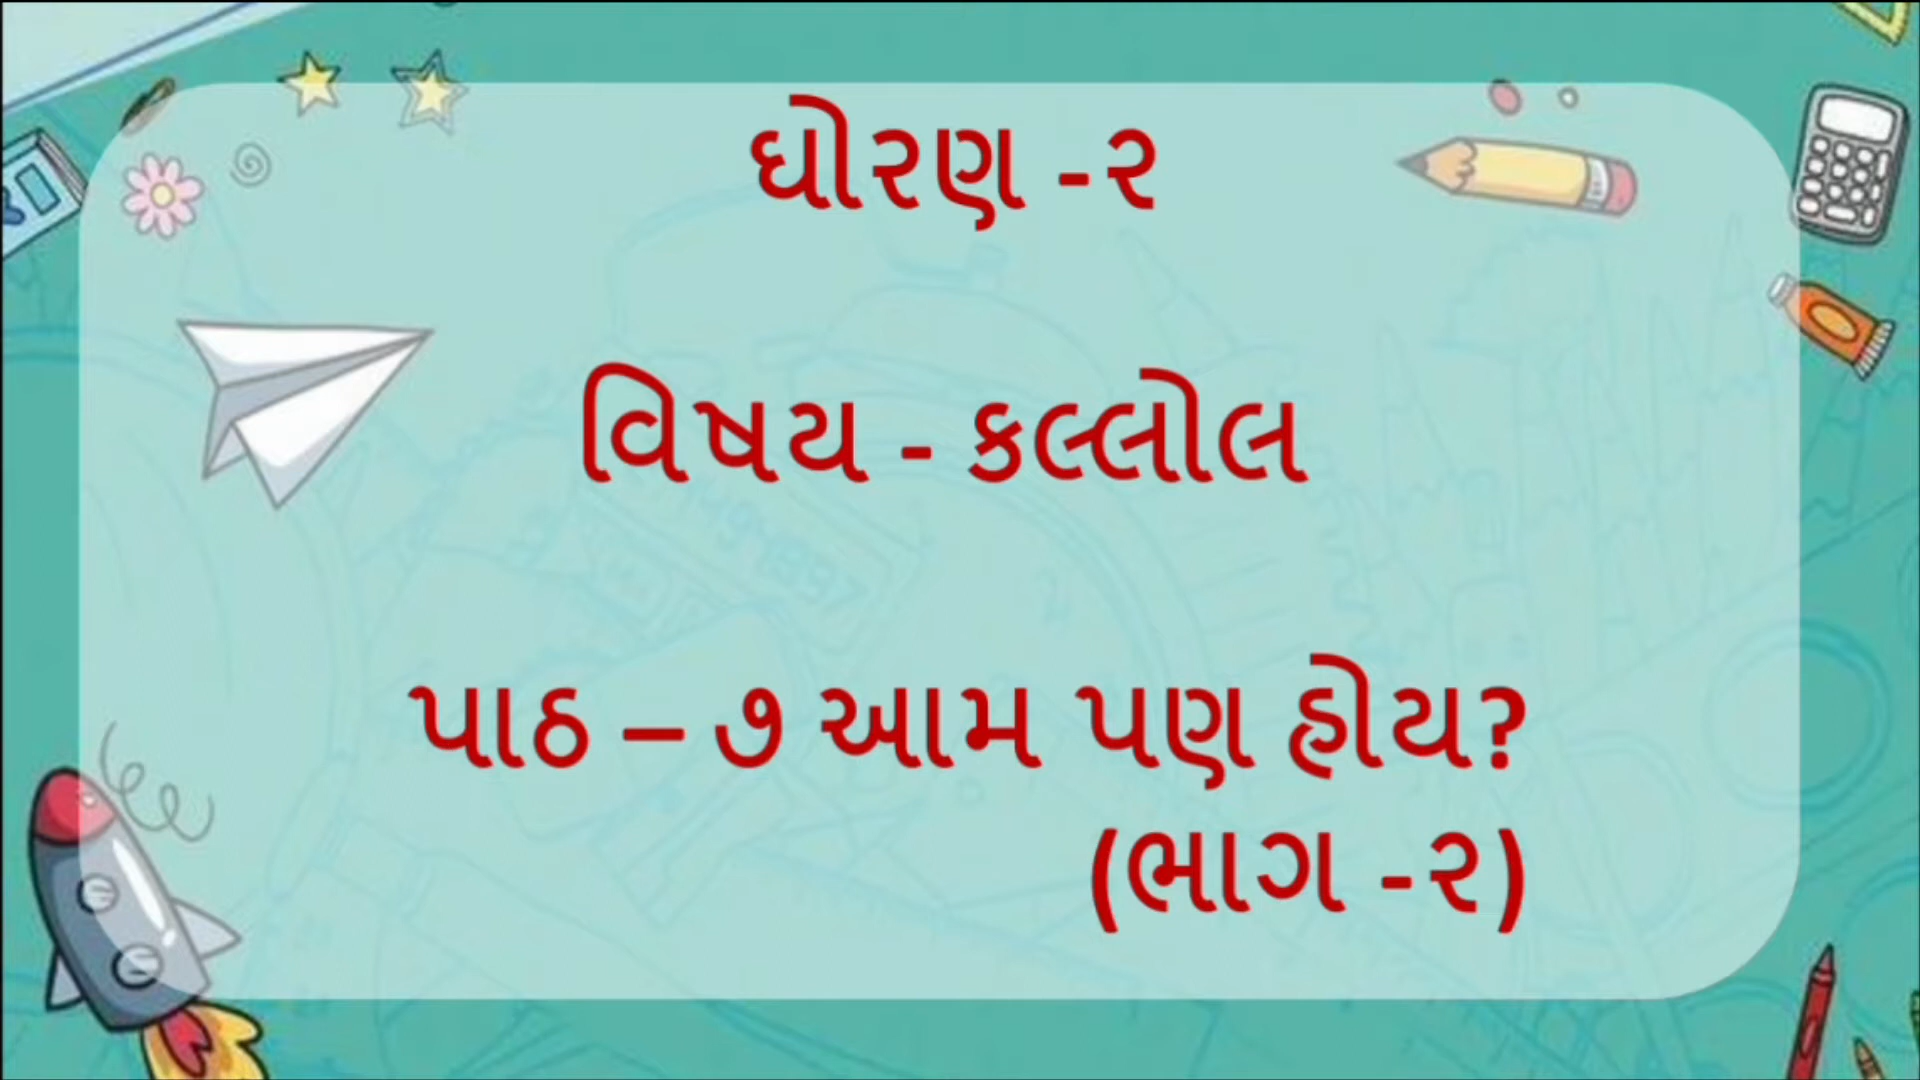 ધોરણ -૨
વિષય - કલ્લોલ
પાઠ – ૭ આમ પણ હોય?
(ભાગ -૨)